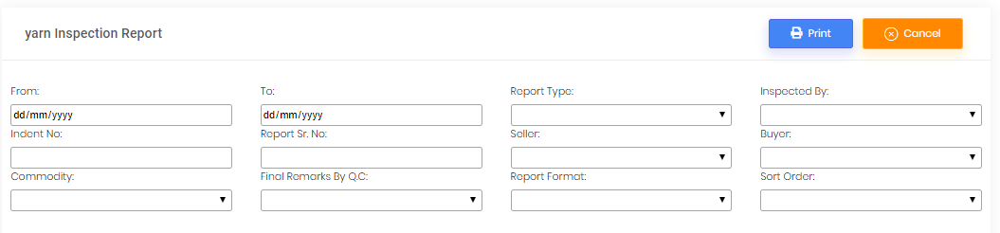 yarn Inspection Report
Print
Cancel
From:
To:
Report Type:
Inspected By:
dd/mm/yyyy
dd/mm/yyyy
Indent No:
Report Sr. No:
Seller:
Buyer:
Commodity:
Final Remarks By Q.C:
Report Format:
Sort Order: